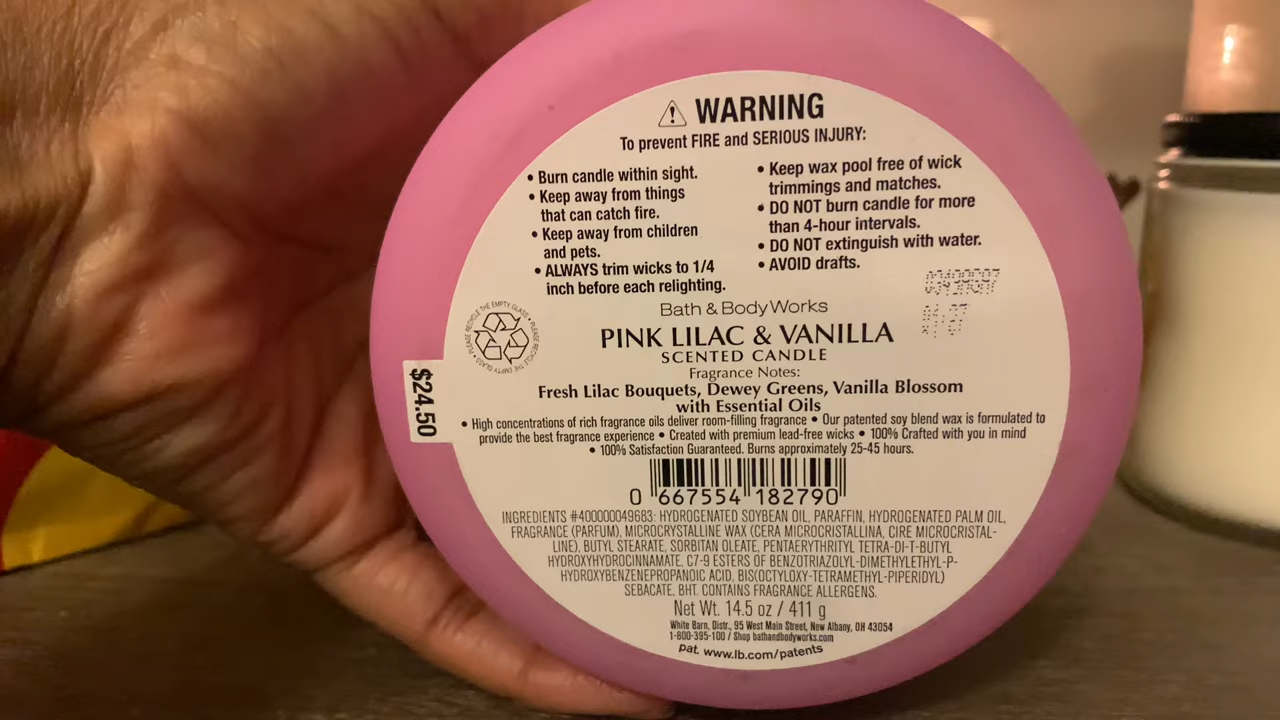 WARNING
To prevent FIRE and SERIOUS INJURY:
• Burn candle within sight.
• Keep away from things
that can catch fire.
• Keep away from children
and pets.
• ALWAYS trim wicks to 1/4
inch before each relighting.
• Keep wax pool free of wick
trimmings and matches.
• DO NOT burn candle for more
than 4-hour intervals.
• DO NOT extinguish with water.
• AVOID drafts.
PLEASE RECYCLE THE EMPTY GLASS •
Bath & Body Works
PINK LILAC & VANILLA
SCENTED CANDLE
Fragrance Notes:
Fresh Lilac Bouquets, Dewey Greens, Vanilla Blossom
with Essential Oils
$24.50
• High concentrations of rich fragrance oils deliver room-filling fragrance • Our patented soy blend wax is formulated to
provide the best fragrance experience • Created with premium lead-free wicks • 100% Crafted with you in mind
• 100% Satisfaction Guaranteed. Burns approximately 25-45 hours.
0 667554 182790
INGREDIENTS #400000049683: HYDROGENATED SOYBEAN OIL, PARAFFIN, HYDROGENATED PALM OIL,
FRAGRANCE (PARFUM), MICROCRYSTALLINE WAX (CERA MICROCRISTALLINA, CIRE MICROCRISTAL-
LINE), BUTYL STEARATE, SORBITAN OLEATE, PENTAERYTHRITYL TETRA-DI-T-BUTYL
HYDROXYHYDROCINNAMATE, C7-9 ESTERS OF BENZOTRIAZOLYL-DIMETHYLETHYL-P-
HYDROXYBENZENEPROPANOIC ACID, BIS(OCTYLOXY-TETRAMETHYL-PIPERIDYL)
SEBACATE, BHT. CONTAINS FRAGRANCE ALLERGENS.
Net Wt. 14.5 oz / 411 g
White Barn, Distr., 95 West Main Street, New Albany, OH 43054
1-800-395-100 / Shop bathandbodyworks.com
pat. www.lb.com/patents